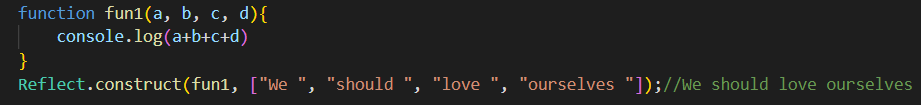 function fun1(a, b, c, d){
    console.log(a+b+c+d)
}
Reflect.construct(fun1, ["We ", "should ", "love ", "ourselves "]);//We should love ourselves